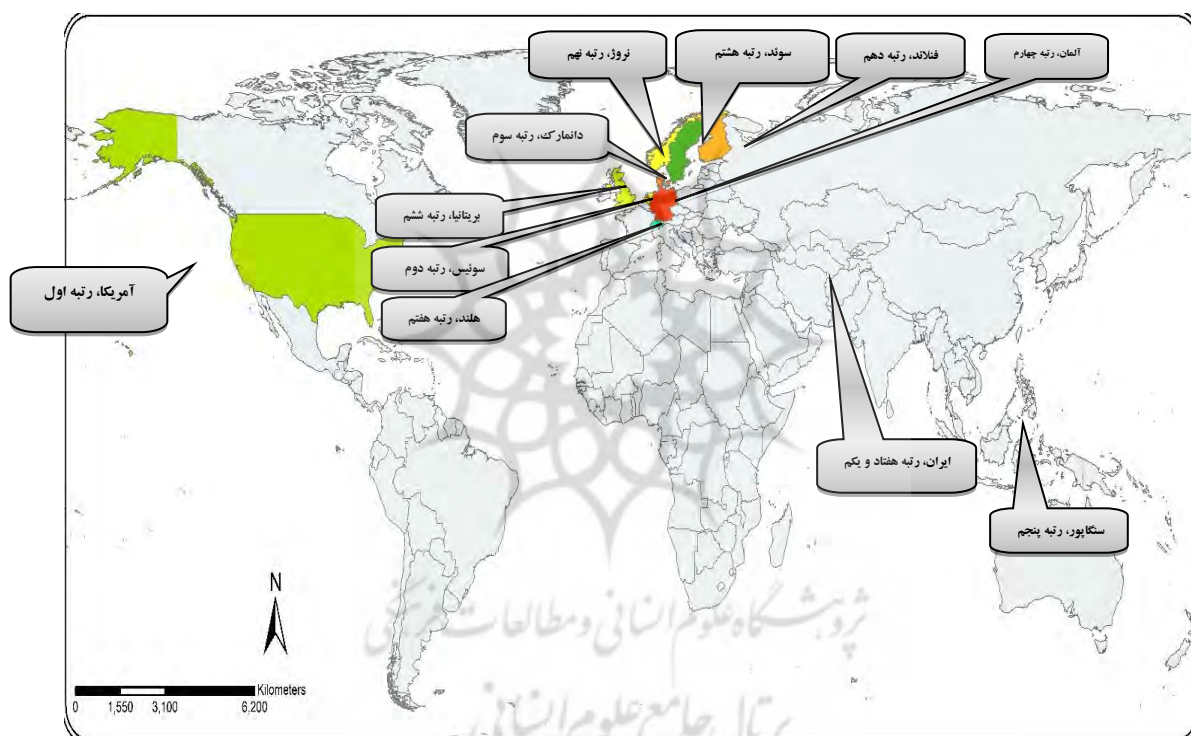 نروژ، رتبه نهم
سوئد، رتبه هشتم
فنلاند، رتبه دهم
آلمان، رتبه چهارم
دانمارک، رتبه سوم
بریتانیا، رتبه ششم
سوئیس، رتبه دوم
آمریکا، رتبه اول
هلند، رتبه هفتم
ایران، رتبه هفتاد و یکم
سنگاپور، رتبه پنجم
N
پژوهشگاه علوم انسانی و مطالعات فرهنگی
Kilometers
0 1,550 3,100 6,200
پرتال جامع علوم انسانی